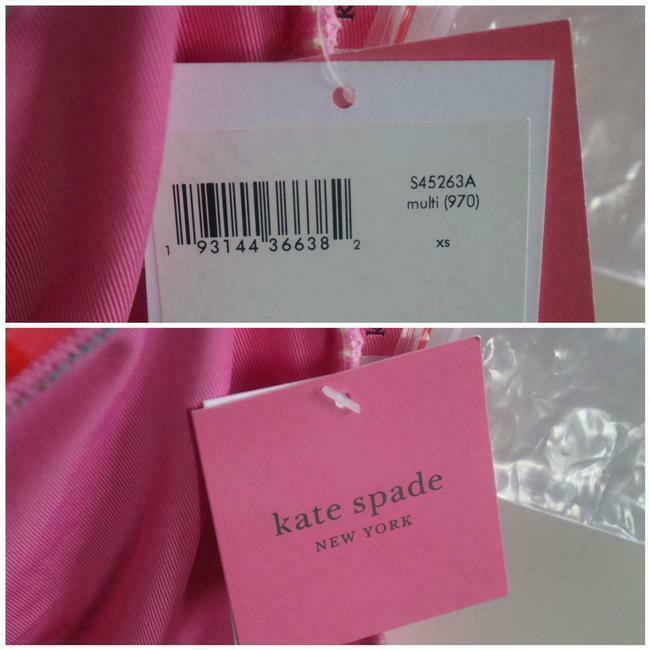 k
S45263A
multi (970)
xs
1 93144 36638 2
k
kate spade
NEW YORK